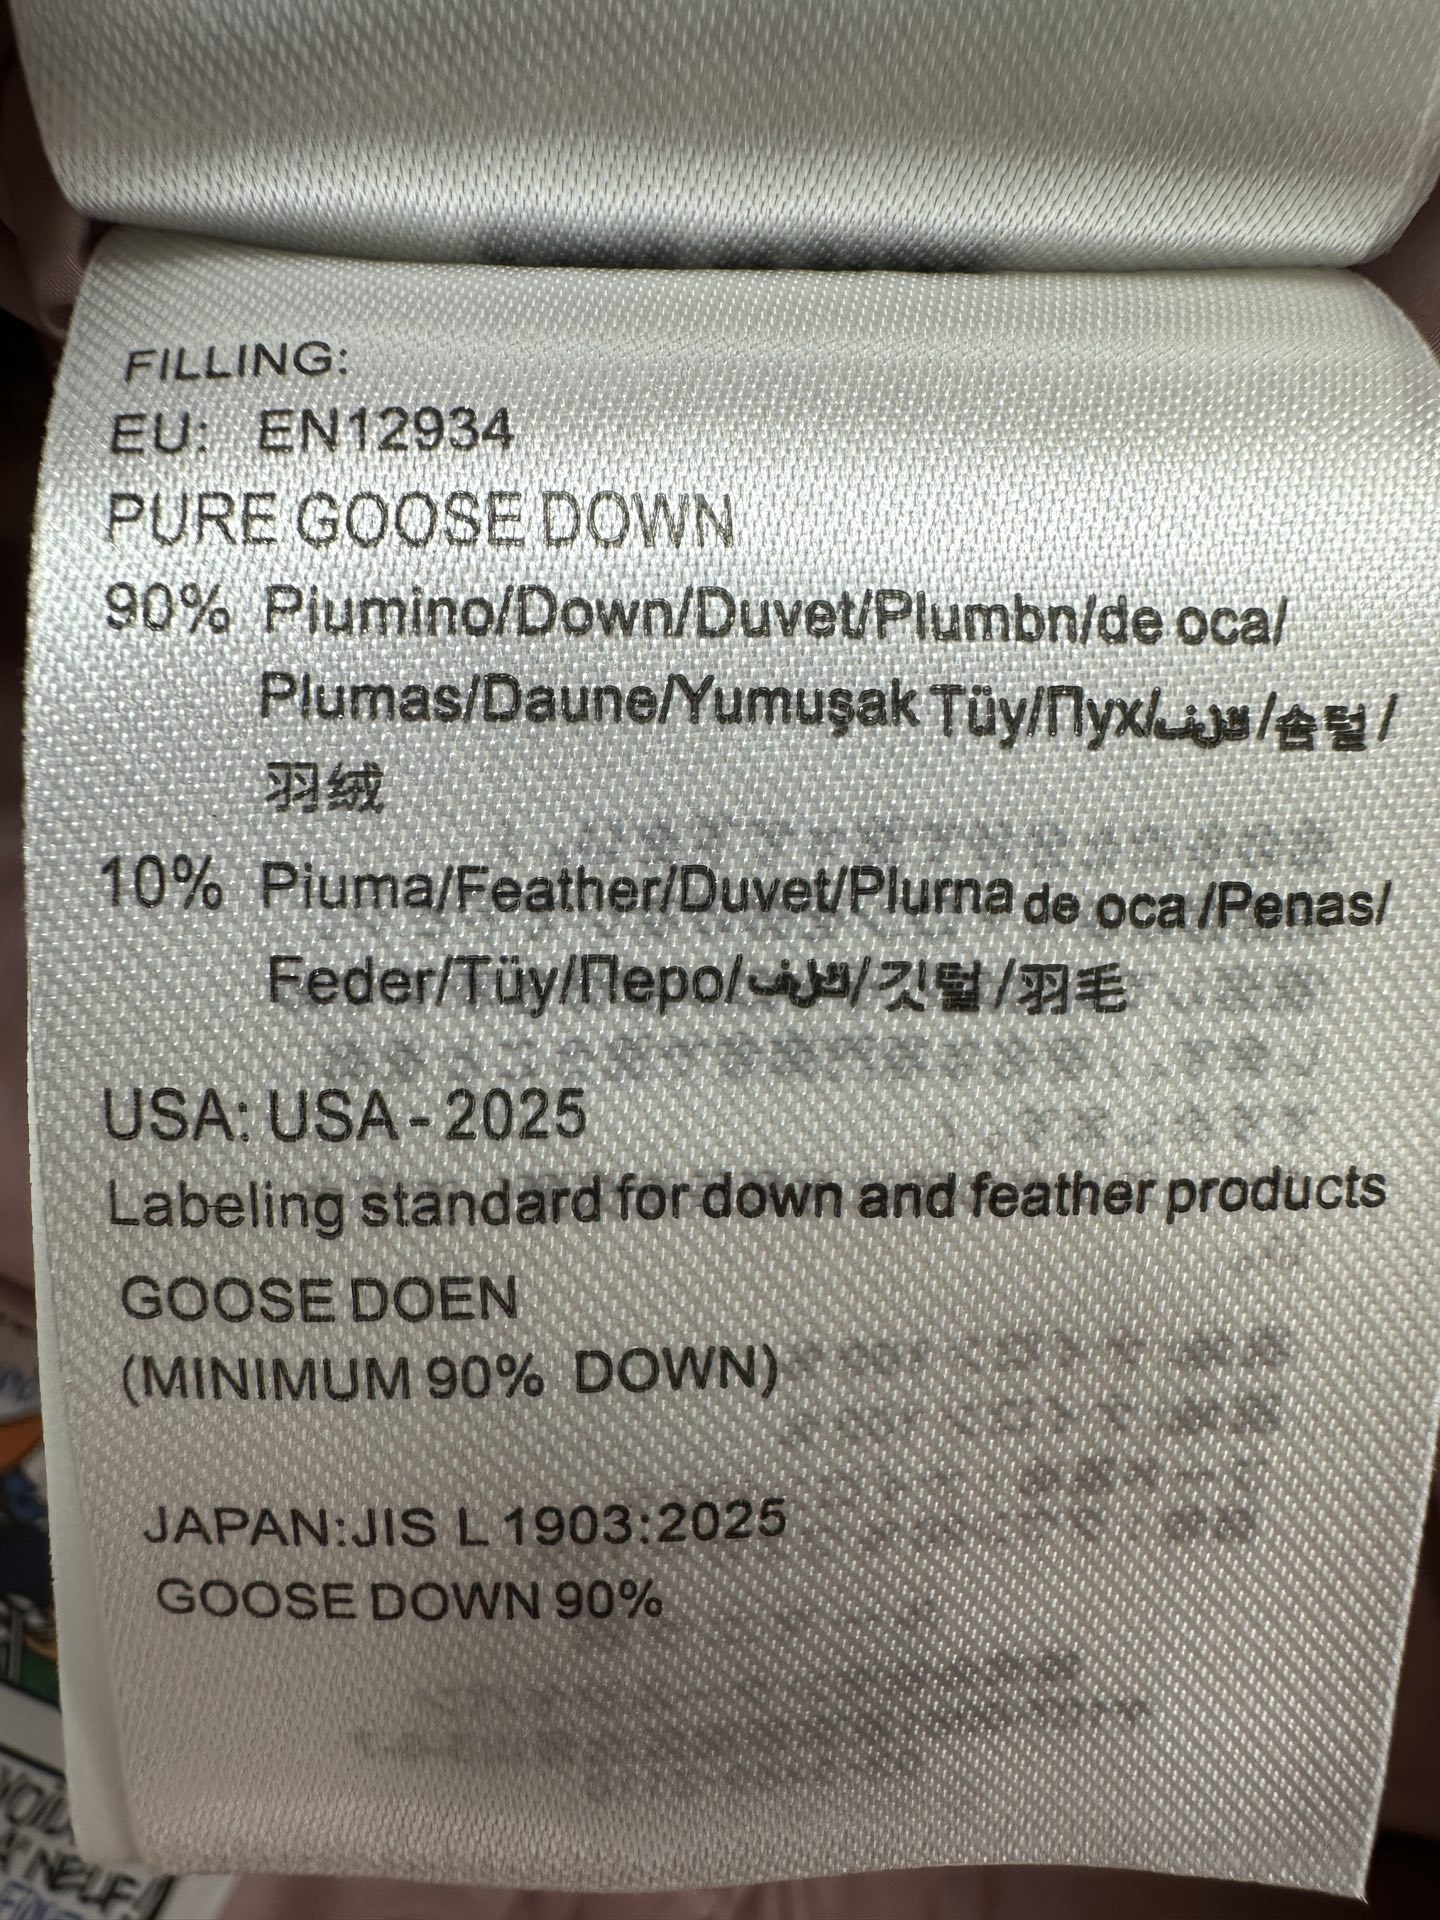 FILLING:
EU: EN12934
PURE GOOSE DOWN
90% Piumino/Down/Duvet/Plumbn/de oca/
Plumas/Daune/Yumuşak Tüy/Пух/ /솜털/
羽绒
10% Piuma/Feather/Duvet/Plurna de oca /Penas/
Feder/Tüy/Перо/ /깃털 /羽毛
USA: USA - 2025
Labeling standard for down and feather products
GOOSE DOEN
(MINIMUM 90% DOWN)
JAPAN:JIS L 1903:2025
GOOSE DOWN 90%
NEUF